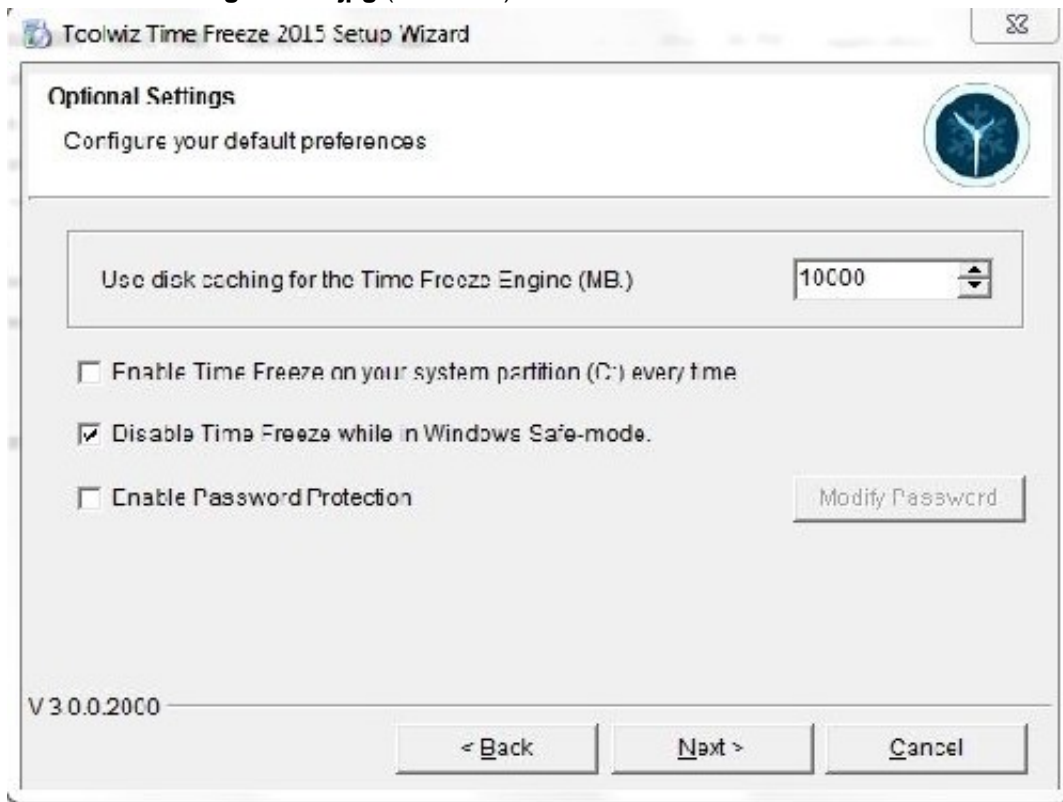 Toolwiz Time Freeze 2015 Setup Wizard
Optional Settings
Configure your default preferences
Use disk caching for the Time Freeze Engine (MB.)
10000
Enable Time Freeze on your system partition (C:) every time
Disable Time Freeze while in Windows Safe-mode.
Enable Password Protection
Modify Password
V 3.0.0.2000
< Back
Next >
Cancel